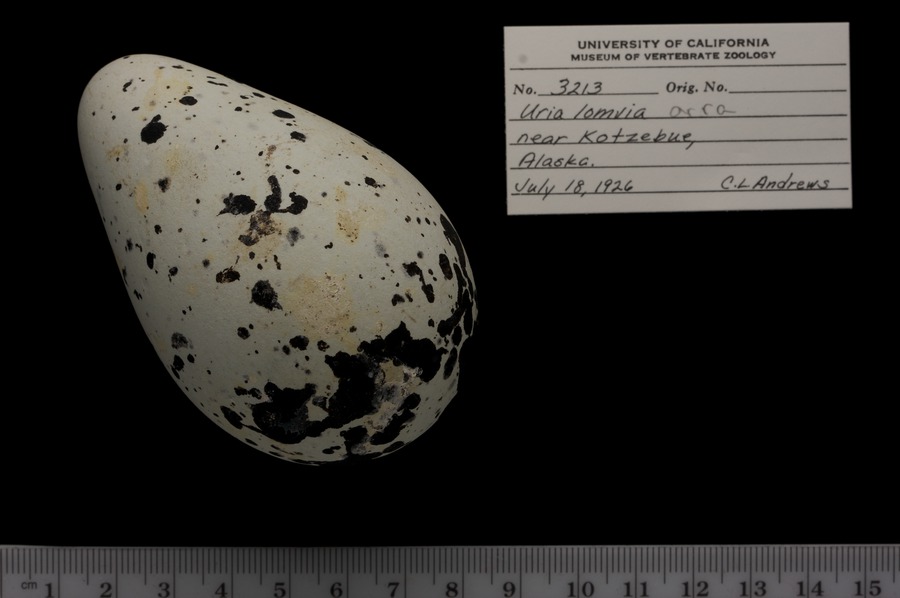 UNIVERSITY OF CALIFORNIA
MUSEUM OF VERTEBRATE ZOOLOGY
No. 3213 Orig. No.
Uria lomvia arra
near Kotzebue,
Alaska.
July 18, 1926 C.L Andrews
cm 1 2 3 4 5 6 7 8 9 10 11 12 13 14 15